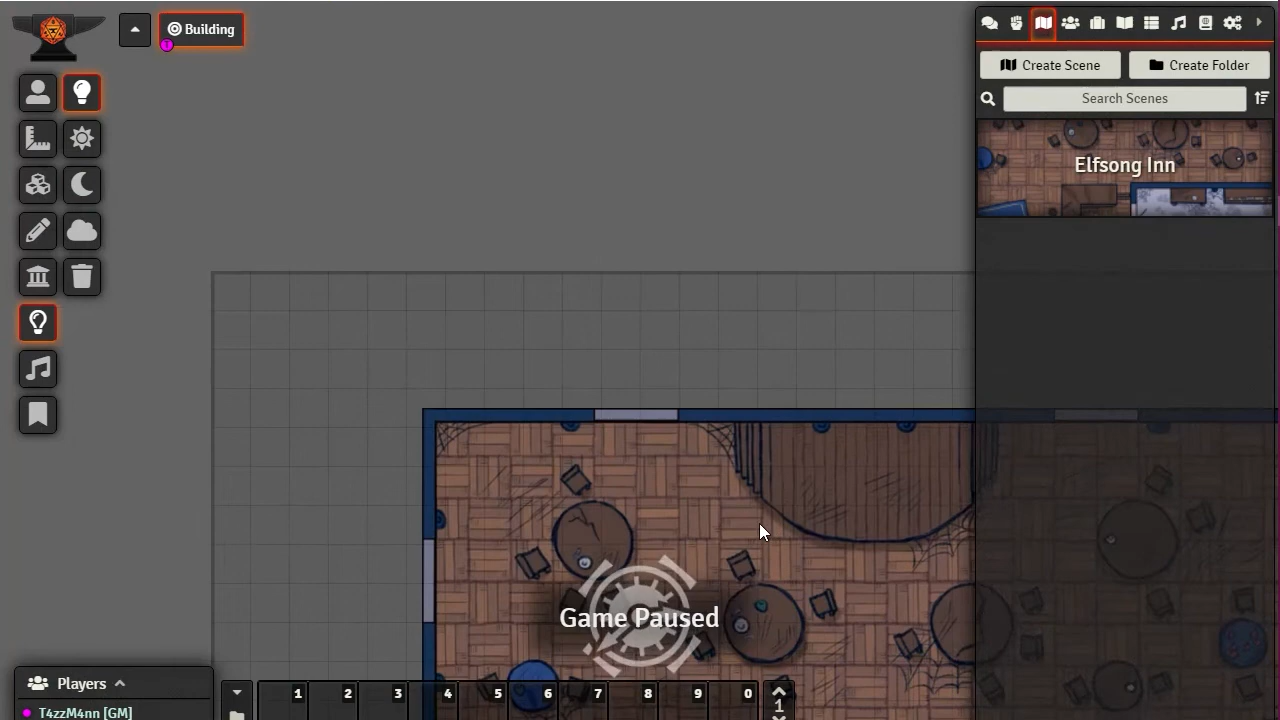 Building
T
Create Scene
Create Folder
Search Scenes
Elfsong Inn
Game Paused
Players
T4zzM4nn [GM]
1 2 3 4 5 6 7 8 9 0
1